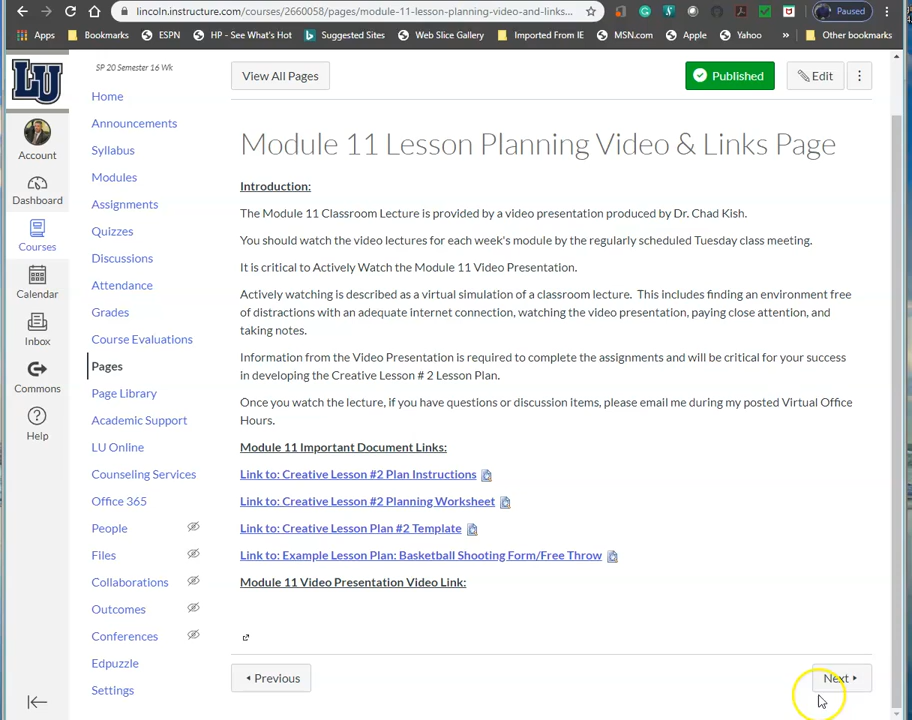 lincoln.instructure.com/courses/2660058/pages/module-11-lesson-planning-video-and-links...
Paused
Apps
Bookmarks
ESPN
HP - See What's Hot
Suggested Sites
Web Slice Gallery
Imported From IE
MSN.com
Apple
Yahoo
»
Other bookmarks
LU
Account
Dashboard
Courses
Calendar
Inbox
Commons
Help
SP 20 Semester 16 Wk
Home
Announcements
Syllabus
Modules
Assignments
Quizzes
Discussions
Attendance
Grades
Course Evaluations
Pages
Page Library
Academic Support
LU Online
Counseling Services
Office 365
People
Files
Collaborations
Outcomes
Conferences
Edpuzzle
Settings
View All Pages
Published
Edit
Module 11 Lesson Planning Video & Links Page
Introduction:
The Module 11 Classroom Lecture is provided by a video presentation produced by Dr. Chad Kish.
You should watch the video lectures for each week's module by the regularly scheduled Tuesday class meeting.
It is critical to Actively Watch the Module 11 Video Presentation.
Actively watching is described as a virtual simulation of a classroom lecture.  This includes finding an environment free
of distractions with an adequate internet connection, watching the video presentation, paying close attention, and
taking notes.
Information from the Video Presentation is required to complete the assignments and will be critical for your success
in developing the Creative Lesson # 2 Lesson Plan.
Once you watch the lecture, if you have questions or discussion items, please email me during my posted Virtual Office
Hours.
Module 11 Important Document Links:
Link to: Creative Lesson #2 Plan Instructions
Link to: Creative Lesson #2 Planning Worksheet
Link to: Creative Lesson Plan #2 Template
Link to: Example Lesson Plan: Basketball Shooting Form/Free Throw
Module 11 Video Presentation Video Link:
Previous
Next